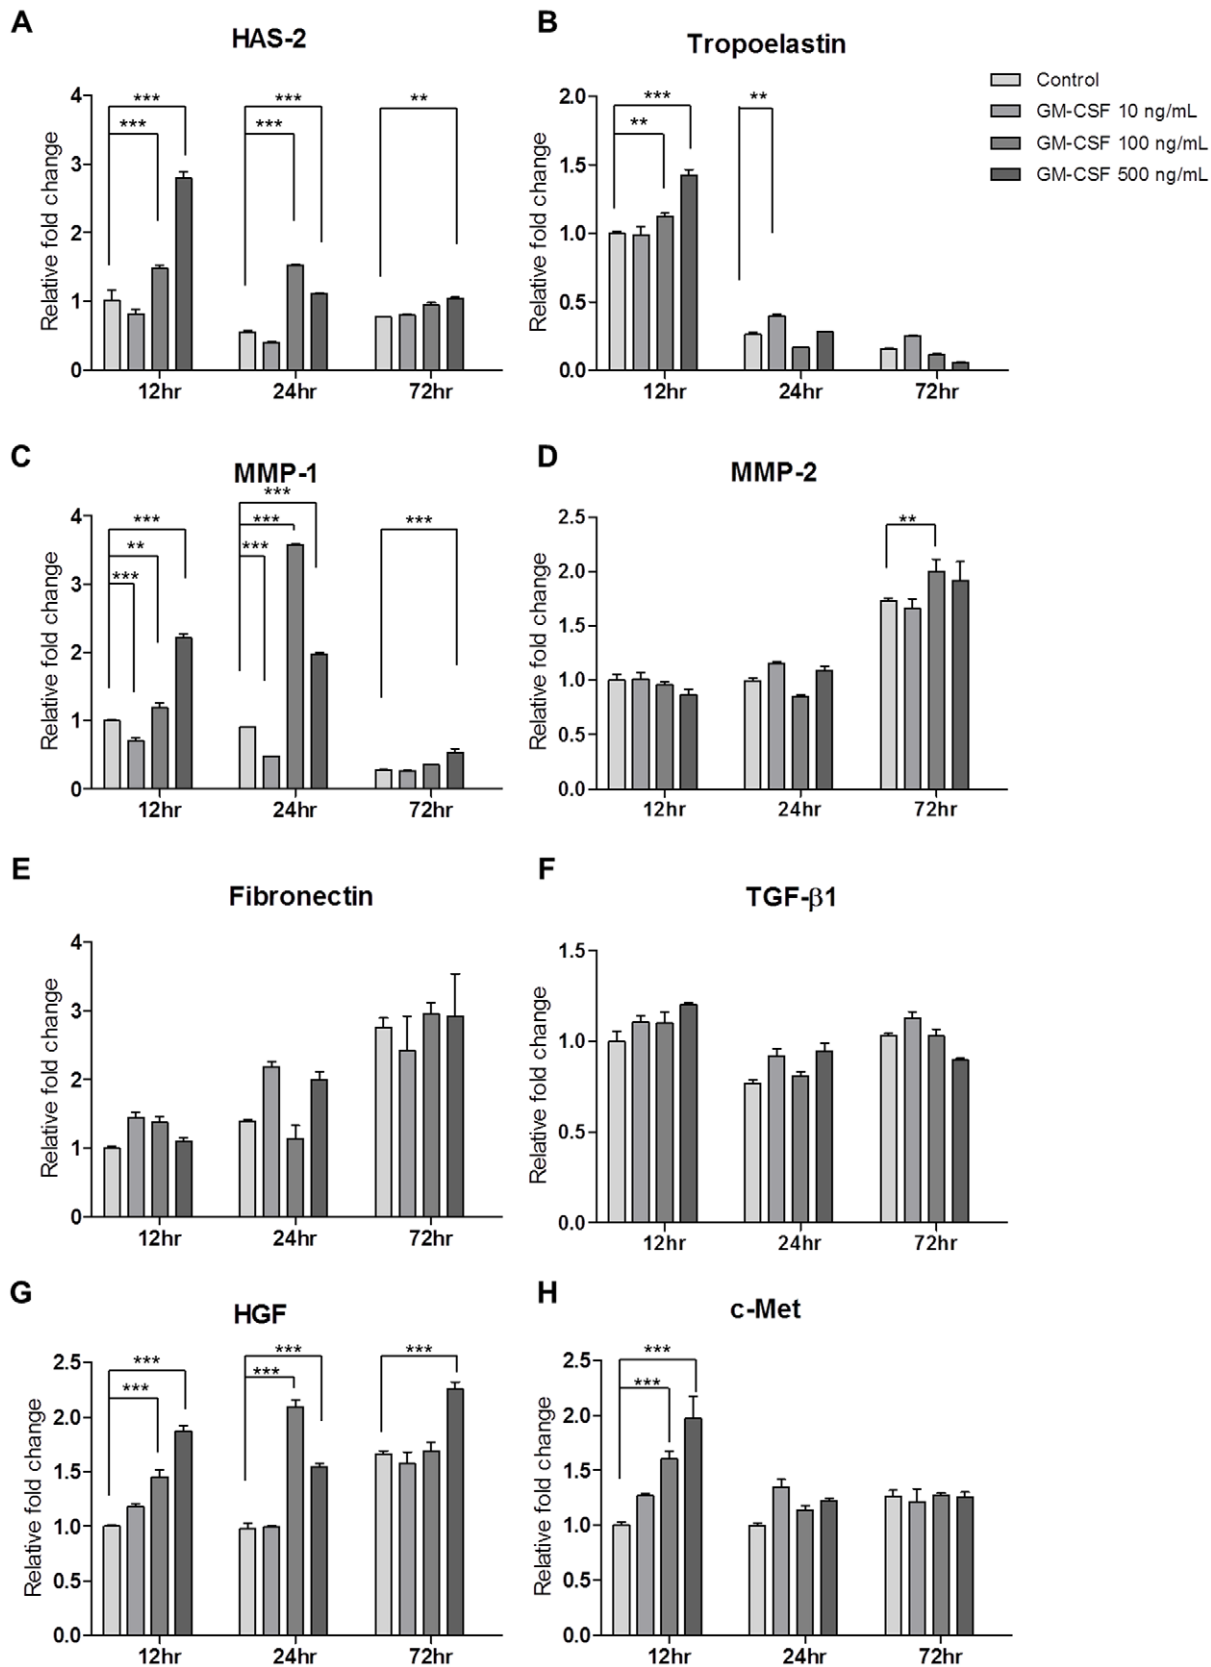 A
HAS-2
Relative fold change
4
3
2
1
0
***
***
***
***
**
12hr
24hr
72hr
B
Tropoelastin
Relative fold change
2.0
1.5
1.0
0.5
0.0
***
**
**
12hr
24hr
72hr
Control
GM-CSF 10 ng/mL
GM-CSF 100 ng/mL
GM-CSF 500 ng/mL
C
MMP-1
Relative fold change
4
3
2
1
0
***
**
***
***
***
***
***
12hr
24hr
72hr
D
MMP-2
Relative fold change
2.5
2.0
1.5
1.0
0.5
0.0
**
12hr
24hr
72hr
E
Fibronectin
Relative fold change
4
3
2
1
0
12hr
24hr
72hr
F
TGF-β1
Relative fold change
1.5
1.0
0.5
0.0
12hr
24hr
72hr
G
HGF
Relative fold change
2.5
2.0
1.5
1.0
0.5
0.0
***
***
***
***
***
12hr
24hr
72hr
H
c-Met
Relative fold change
2.5
2.0
1.5
1.0
0.5
0.0
***
***
12hr
24hr
72hr